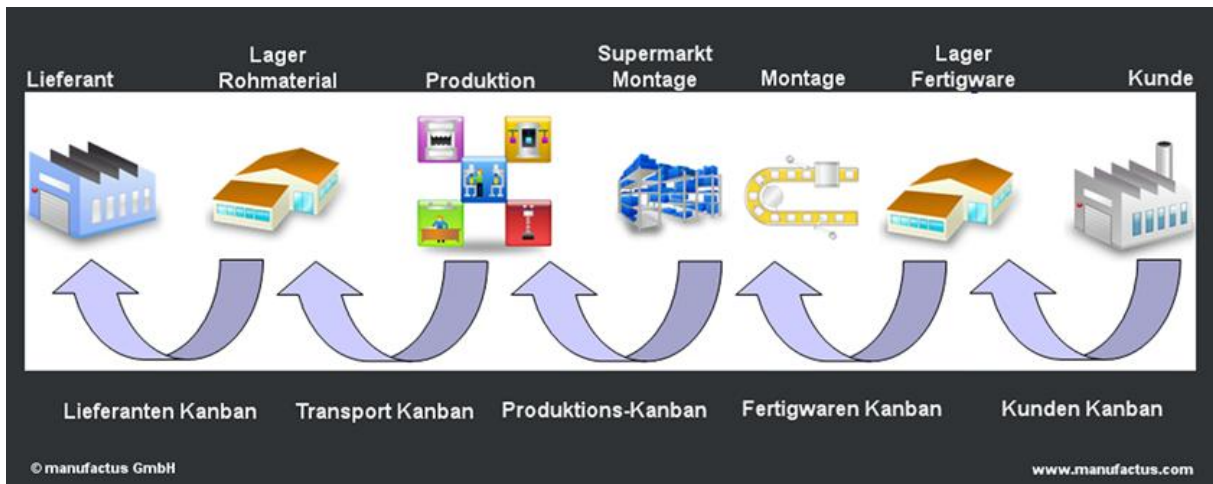 Lieferant
Lager
Rohmaterial
Produktion
Supermarkt
Montage
Montage
Lager
Fertigware
Kunde
Lieferanten Kanban
Transport Kanban
Produktions-Kanban
Fertigwaren Kanban
Kunden Kanban
© manufactus GmbH
www.manufactus.com